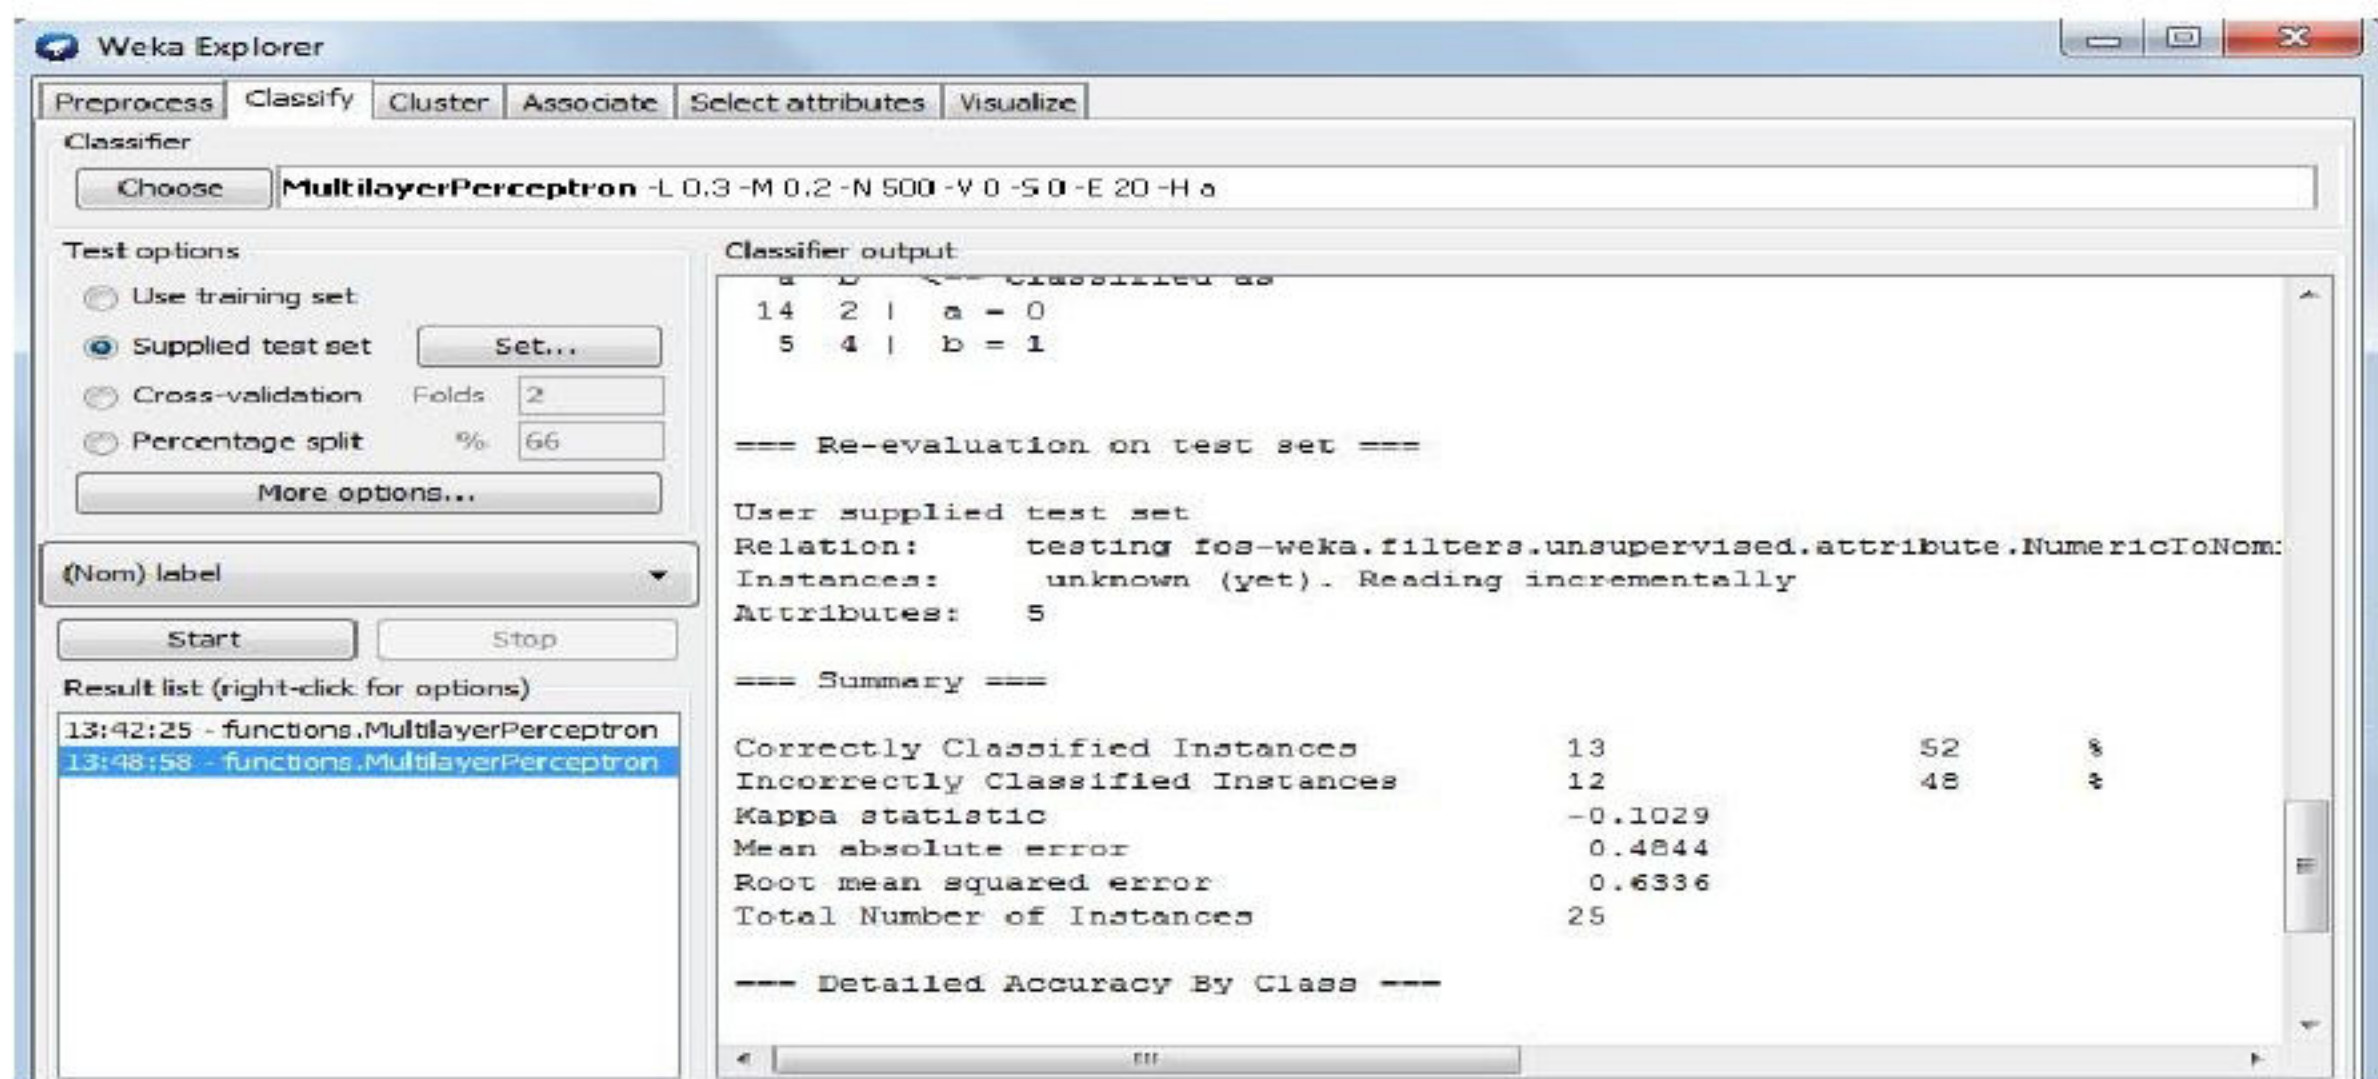 Weka Explorer
Preprocess Classify Cluster Associate Select attributes Visualize
Classifier
Choose MultilayerPerceptron -L 0.3 -M 0.2 -N 500 -V 0 -S 0 -E 20 -H a
Test options
Use training set
Supplied test set Set...
Cross-validation Folds 2
Percentage split % 66
More options...
(Nom) label
Start Stop
Result list (right-click for options)
13:42:25 - functions.MultilayerPerceptron
13:48:58 - functions.MultilayerPerceptron
Classifier output
a b <-- classified as
14 2 | a = 0
5 4 | b = 1
=== Re-evaluation on test set ===
User supplied test set
Relation: testing fos-weka.filters.unsupervised.attribute.NumericToNomi
Instances: unknown (yet). Reading incrementally
Attributes: 5
=== Summary ===
Correctly Classified Instances 13 52 %
Incorrectly Classified Instances 12 48 %
Kappa statistic -0.1029
Mean absolute error 0.4844
Root mean squared error 0.6336
Total Number of Instances 25
=== Detailed Accuracy By Class ===